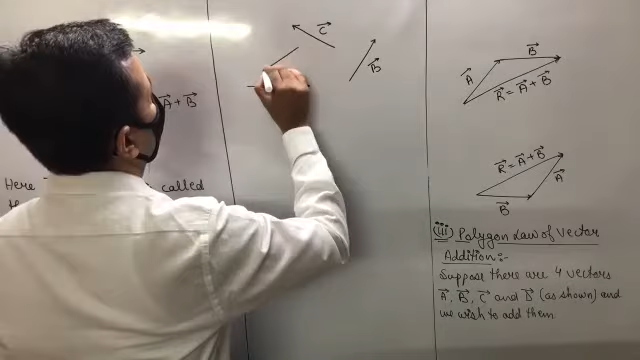 A⃗ + B⃗
Here
is called
C⃗
B⃗
B⃗
A⃗
R⃗ = A⃗ + B⃗
R⃗ = A⃗ + B⃗
A⃗
B⃗
(iii) Polygon Law of Vector
Addition:-
Suppose there are 4 vectors
A⃗, B⃗, C⃗ and D⃗ (as shown) and
we wish to add them.